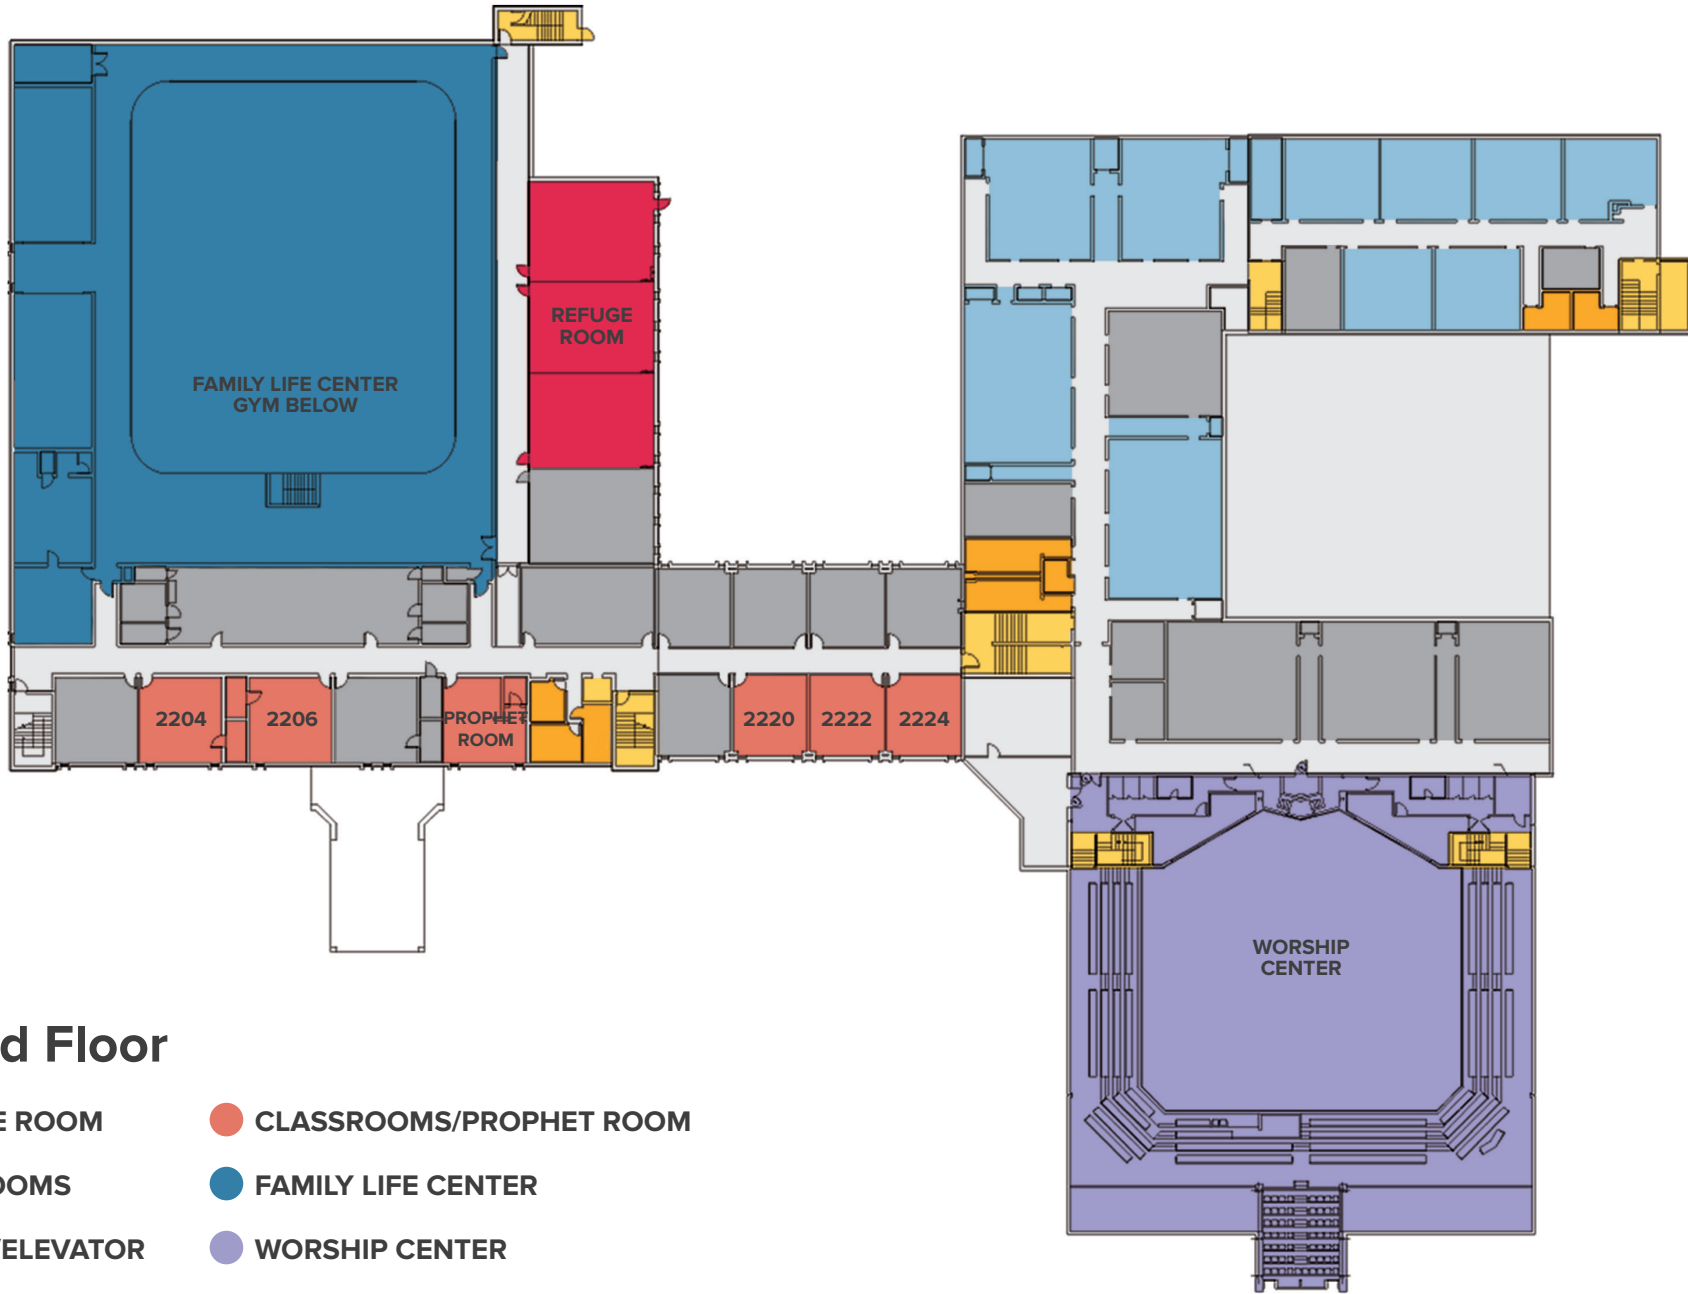 REFUGE
ROOM
FAMILY LIFE CENTER
GYM BELOW
2204
2206
PROPHET
ROOM
2220
2222
2224
WORSHIP
CENTER
d Floor
E ROOM
CLASSROOMS/PROPHET ROOM
OOMS
FAMILY LIFE CENTER
/ELEVATOR
WORSHIP CENTER